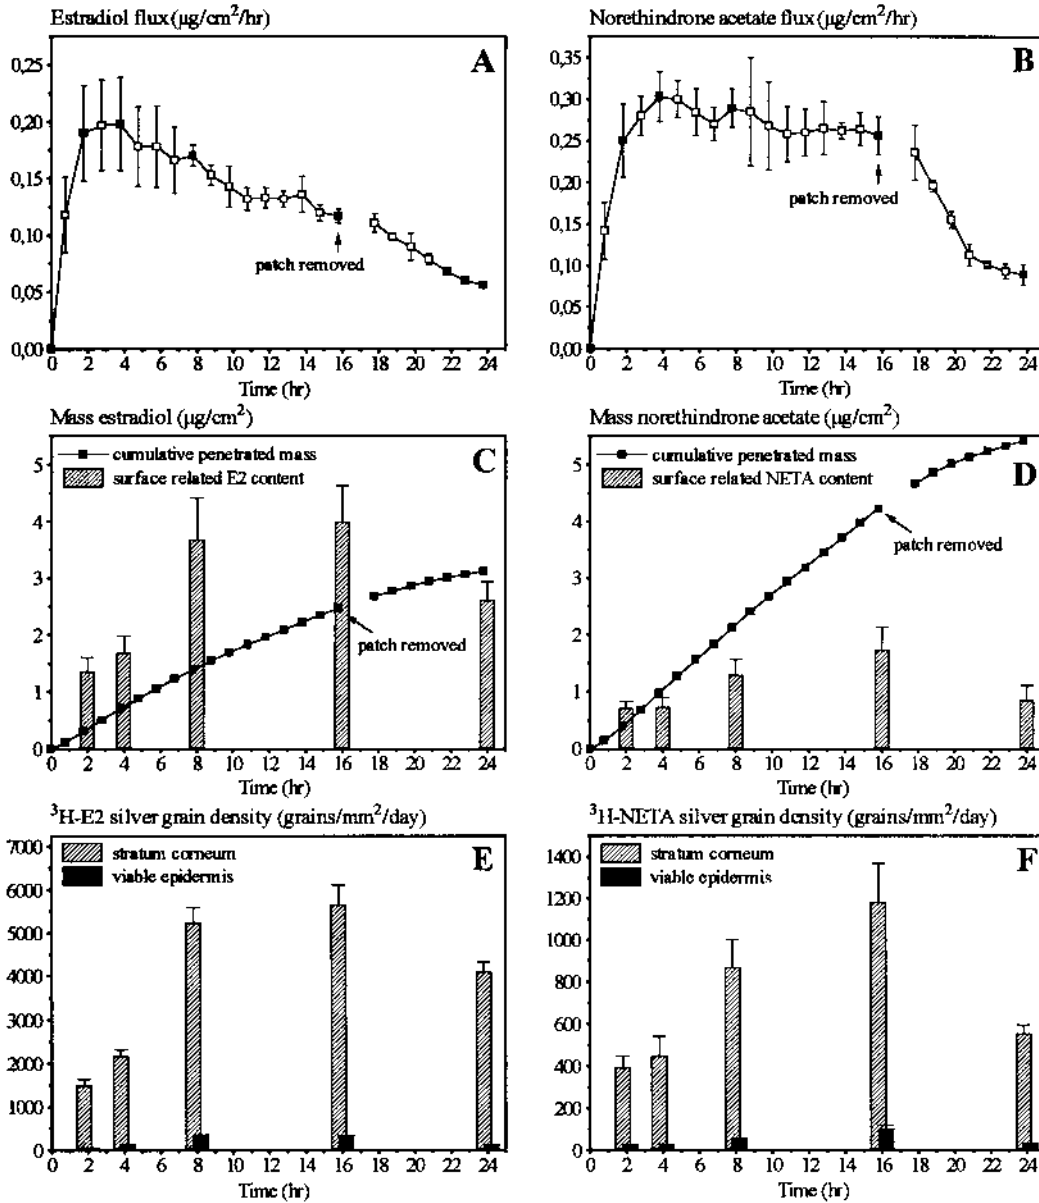 Estradiol flux (µg/cm²/hr)
A
0,25
0,20
0,15
0,10
0,05
0,00
patch removed
0 2 4 6 8 10 12 14 16 18 20 22 24
Time (hr)
Norethindrone acetate flux (µg/cm²/hr)
B
0,35
0,30
0,25
0,20
0,15
0,10
0,05
0,00
patch removed
0 2 4 6 8 10 12 14 16 18 20 22 24
Time (hr)
Mass estradiol (µg/cm²)
C
cumulative penetrated mass
surface related E2 content
5
4
3
2
1
0
patch removed
0 2 4 6 8 10 12 14 16 18 20 22 24
Time (hr)
Mass norethindrone acetate (µg/cm²)
D
cumulative penetrated mass
surface related NETA content
5
4
3
2
1
0
patch removed
0 2 4 6 8 10 12 14 16 18 20 22 24
Time (hr)
³H-E2 silver grain density (grains/mm²/day)
E
stratum corneum
viable epidermis
7000
6000
5000
4000
3000
2000
1000
0
0 2 4 6 8 10 12 14 16 18 20 22 24
Time (hr)
³H-NETA silver grain density (grains/mm²/day)
F
stratum corneum
viable epidermis
1400
1200
1000
800
600
400
200
0
0 2 4 6 8 10 12 14 16 18 20 22 24
Time (hr)